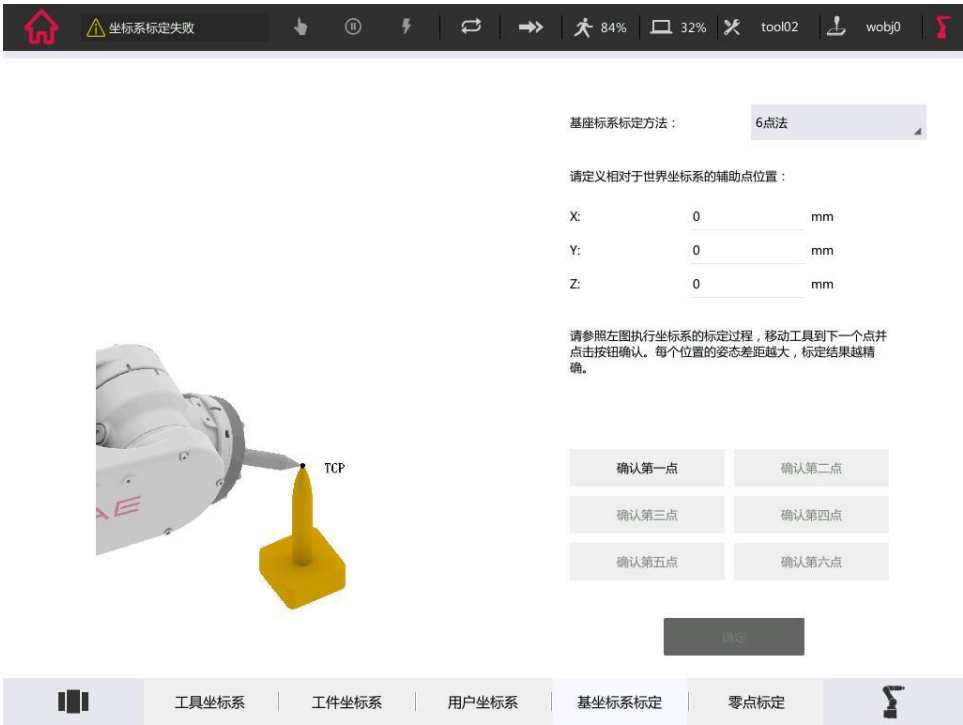 坐标系标定失败
84%
32%
tool02
wobj0
基座标系标定方法：
6点法
请定义相对于世界坐标系的辅助点位置：
X:
0
mm
Y:
0
mm
Z:
0
mm
请参照左图执行坐标系的标定过程，移动工具到下一个点并
点击按钮确认。每个位置的姿态差距越大，标定结果越精
确。
TCP
AE
确认第一点
确认第二点
确认第三点
确认第四点
确认第五点
确认第六点
确定
工具坐标系
工件坐标系
用户坐标系
基坐标系标定
零点标定